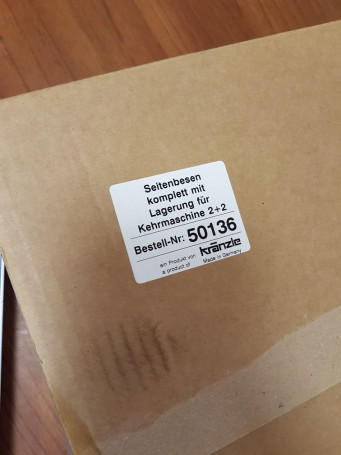 Seitenbesen
komplett mit
Lagerung für
Kehrmaschine 2+2
Bestell-Nr: 50136
ein Produkt von
a product of
kränzle
Made in Germany